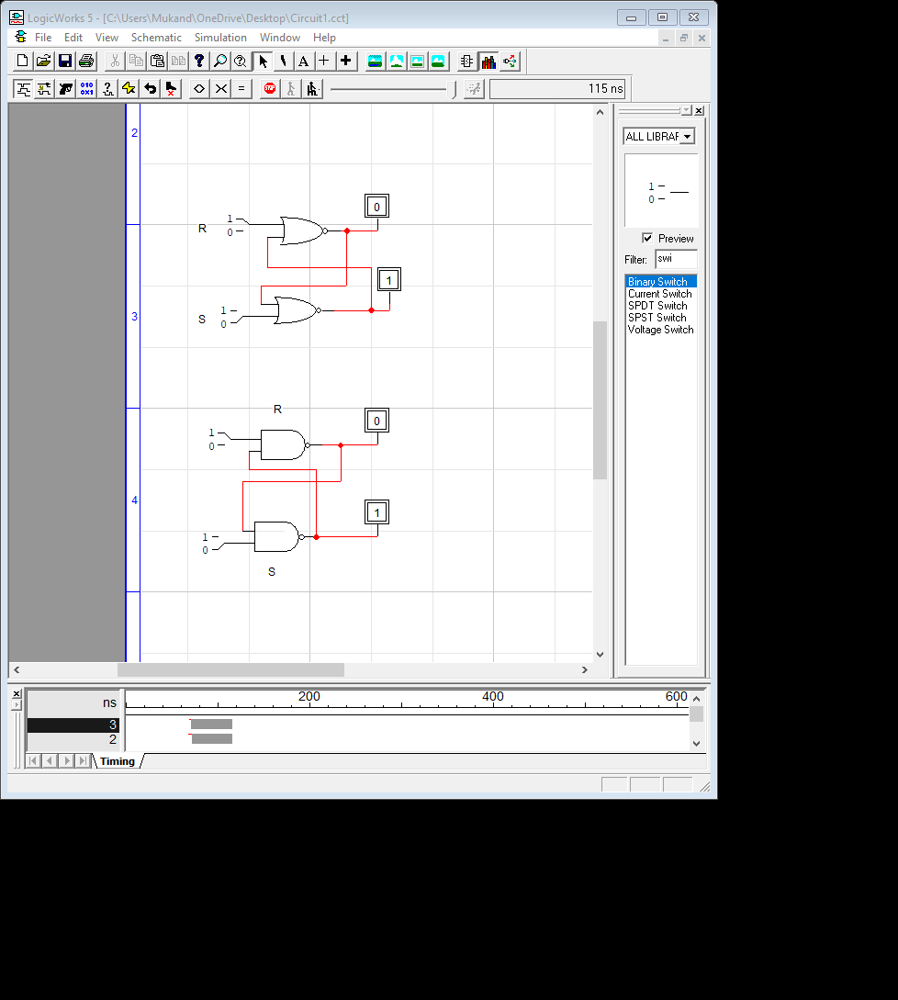 LogicWorks 5 - [C:\Users\Mukand\OneDrive\Desktop\Circuit1.cct]
File Edit View Schematic Simulation Window Help
115 ns
2
3
4
R
1
0
0
1
S
1
0
R
1
0
0
1
1
0
S
ALL LIBRAF
1
0
Preview
Filter: swi
Binary Switch
Current Switch
SPDT Switch
SPST Switch
Voltage Switch
ns 200 400 600
3
2
Timing